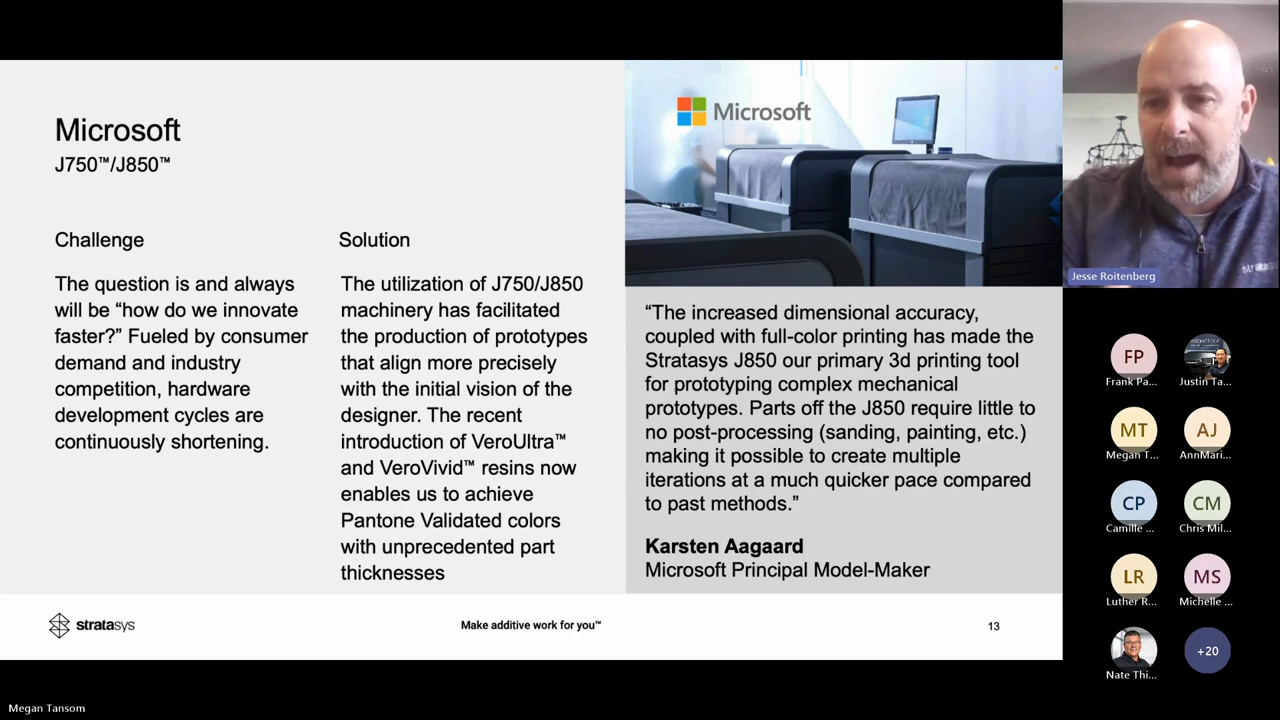 Microsoft
J750™/J850™
Challenge
The question is and always
will be “how do we innovate
faster?” Fueled by consumer
demand and industry
competition, hardware
development cycles are
continuously shortening.
Solution
The utilization of J750/J850
machinery has facilitated
the production of prototypes
that align more precisely
with the initial vision of the
designer. The recent
introduction of VeroUltra™
and VeroVivid™ resins now
enables us to achieve
Pantone Validated colors
with unprecedented part
thicknesses
Microsoft
“The increased dimensional accuracy,
coupled with full-color printing has made the
Stratasys J850 our primary 3d printing tool
for prototyping complex mechanical
prototypes. Parts off the J850 require little to
no post-processing (sanding, painting, etc.)
making it possible to create multiple
iterations at a much quicker pace compared
to past methods.”
Karsten Aagaard
Microsoft Principal Model-Maker
stratasys
Make additive work for you™
13
Jesse Roitenberg
FP
Frank Pa...
Justin Ta...
MT
Megan T...
AJ
AnnMari...
CP
Camille ...
CM
Chris Mil...
LR
Luther R...
MS
Michelle ...
Nate Thi...
+20
Megan Tansom